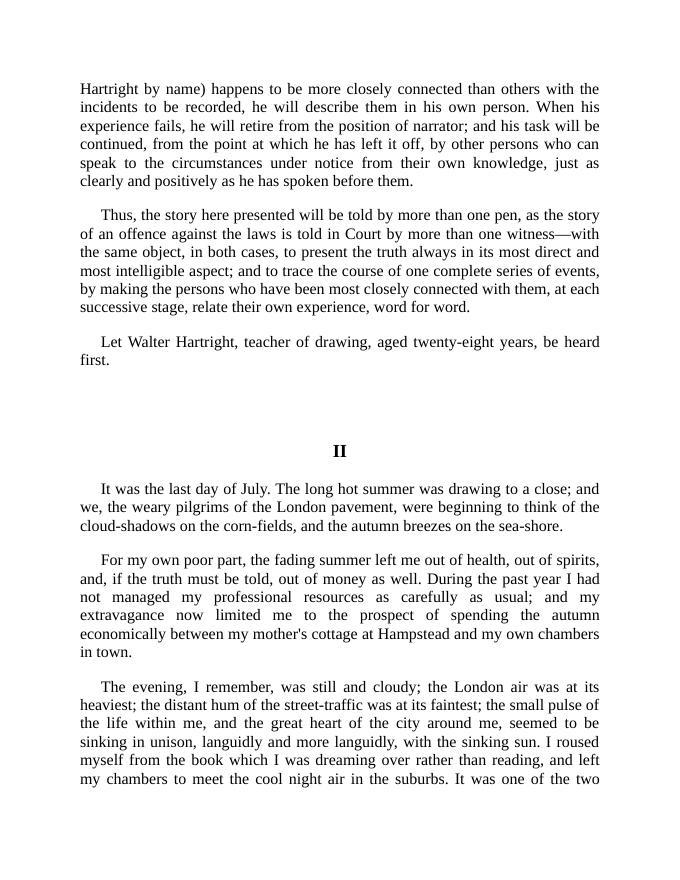 Hartright by name) happens to be more closely connected than others with the
incidents to be recorded, he will describe them in his own person. When his
experience fails, he will retire from the position of narrator; and his task will be
continued, from the point at which he has left it off, by other persons who can
speak to the circumstances under notice from their own knowledge, just as
clearly and positively as he has spoken before them.
Thus, the story here presented will be told by more than one pen, as the story
of an offence against the laws is told in Court by more than one witness—with
the same object, in both cases, to present the truth always in its most direct and
most intelligible aspect; and to trace the course of one complete series of events,
by making the persons who have been most closely connected with them, at each
successive stage, relate their own experience, word for word.
Let Walter Hartright, teacher of drawing, aged twenty-eight years, be heard
first.
II
It was the last day of July. The long hot summer was drawing to a close; and
we, the weary pilgrims of the London pavement, were beginning to think of the
cloud-shadows on the corn-fields, and the autumn breezes on the sea-shore.
For my own poor part, the fading summer left me out of health, out of spirits,
and, if the truth must be told, out of money as well. During the past year I had
not managed my professional resources as carefully as usual; and my
extravagance now limited me to the prospect of spending the autumn
economically between my mother's cottage at Hampstead and my own chambers
in town.
The evening, I remember, was still and cloudy; the London air was at its
heaviest; the distant hum of the street-traffic was at its faintest; the small pulse of
the life within me, and the great heart of the city around me, seemed to be
sinking in unison, languidly and more languidly, with the sinking sun. I roused
myself from the book which I was dreaming over rather than reading, and left
my chambers to meet the cool night air in the suburbs. It was one of the two